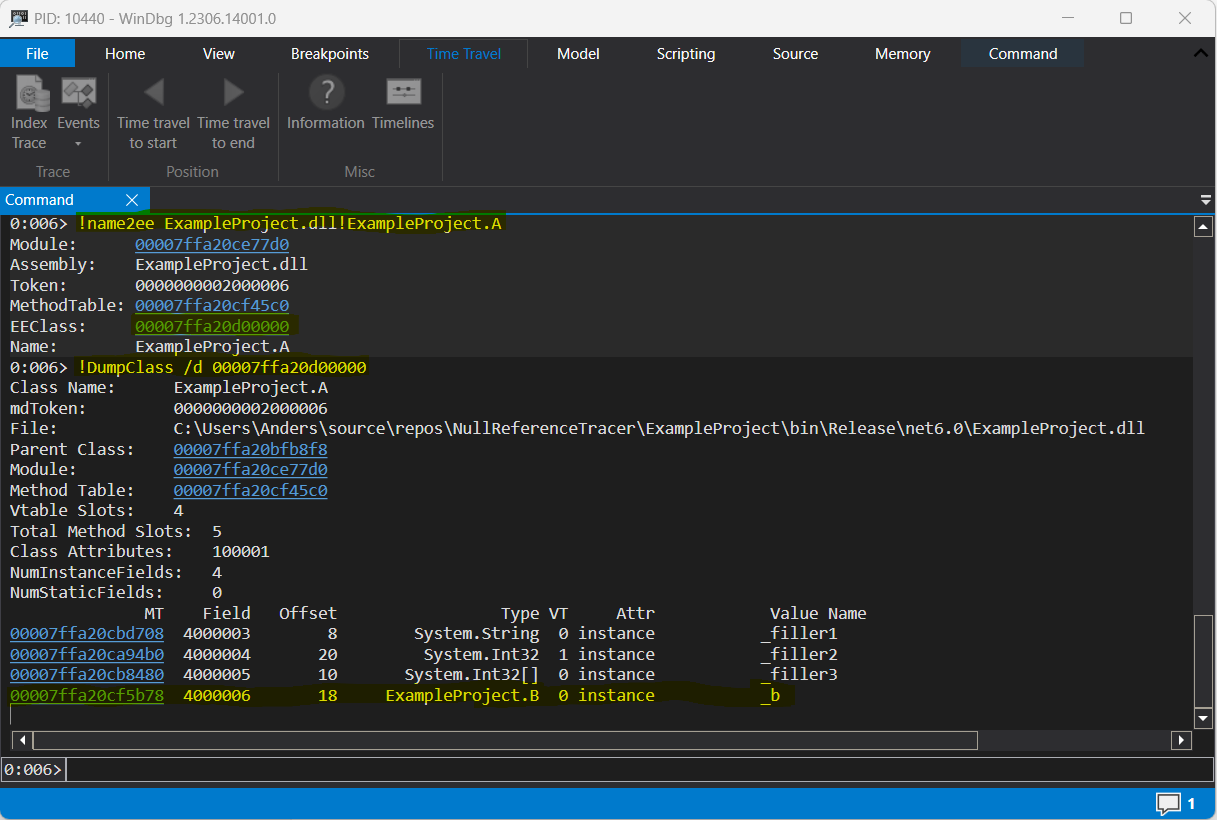 PID: 10440 - WinDbg 1.2306.14001.0
File Home View Breakpoints Time Travel Model Scripting Source Memory Command
Index Trace
Events
Time travel to start
Time travel to end
Information
Timelines
Trace Position Misc
Command
0:006> !name2ee ExampleProject.dll!ExampleProject.A
Module: 00007ffa20ce77d0
Assembly: ExampleProject.dll
Token: 0000000002000006
MethodTable: 00007ffa20cf45c0
EEClass: 00007ffa20d00000
Name: ExampleProject.A
0:006> !DumpClass /d 00007ffa20d00000
Class Name: ExampleProject.A
mdToken: 0000000002000006
File: C:\Users\Anders\source\repos\NullReferenceTracer\ExampleProject\bin\Release\net6.0\ExampleProject.dll
Parent Class: 00007ffa20bfb8f8
Module: 00007ffa20ce77d0
Method Table: 00007ffa20cf45c0
Vtable Slots: 4
Total Method Slots: 5
Class Attributes: 100001
NumInstanceFields: 4
NumStaticFields: 0
MT Field Offset Type VT Attr Value Name
00007ffa20cbd708 4000003 8 System.String 0 instance _filler1
00007ffa20ca94b0 4000004 20 System.Int32 1 instance _filler2
00007ffa20cb8480 4000005 10 System.Int32[] 0 instance _filler3
00007ffa20cf5b78 4000006 18 ExampleProject.B 0 instance _b
0:006>
1